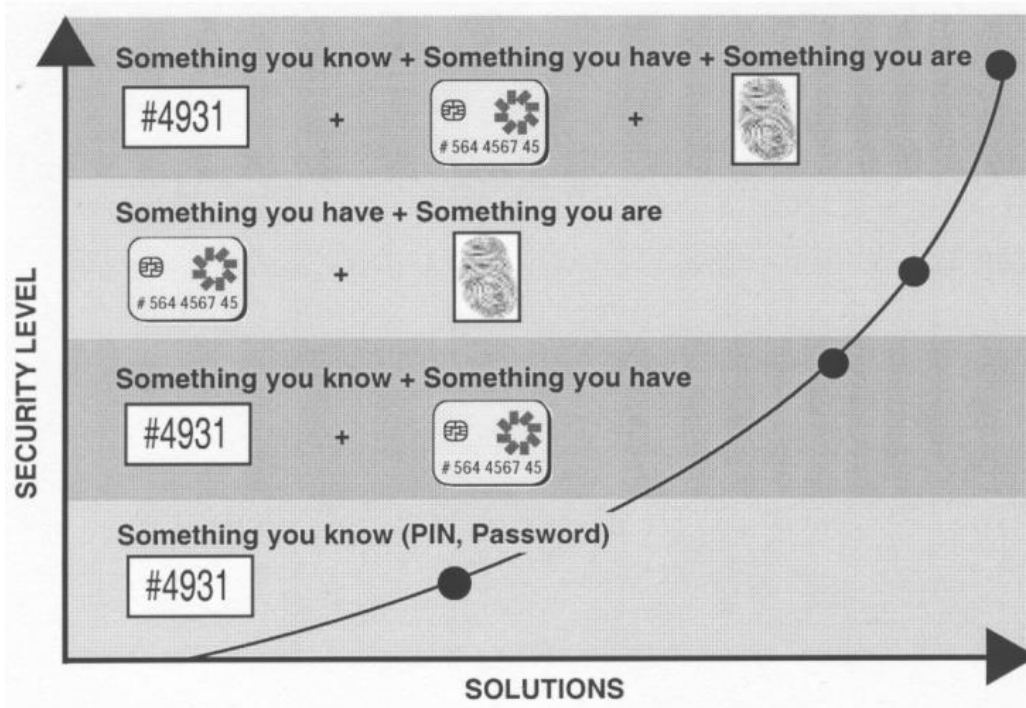 Something you know + Something you have + Something you are
#4931 + + 
# 564 4567 45
Something you have + Something you are
+
# 564 4567 45
Something you know + Something you have
#4931 +
# 564 4567 45
Something you know (PIN, Password)
#4931
SECURITY LEVEL
SOLUTIONS